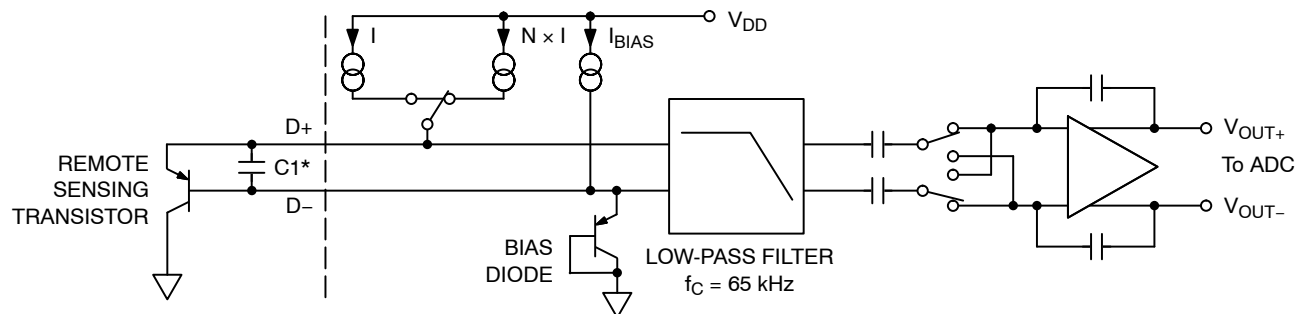 I
N × I
I_BIAS
V_DD
D+
C1*
D−
REMOTE
SENSING
TRANSISTOR
BIAS
DIODE
LOW-PASS FILTER
f_C = 65 kHz
V_OUT+
To ADC
V_OUT−